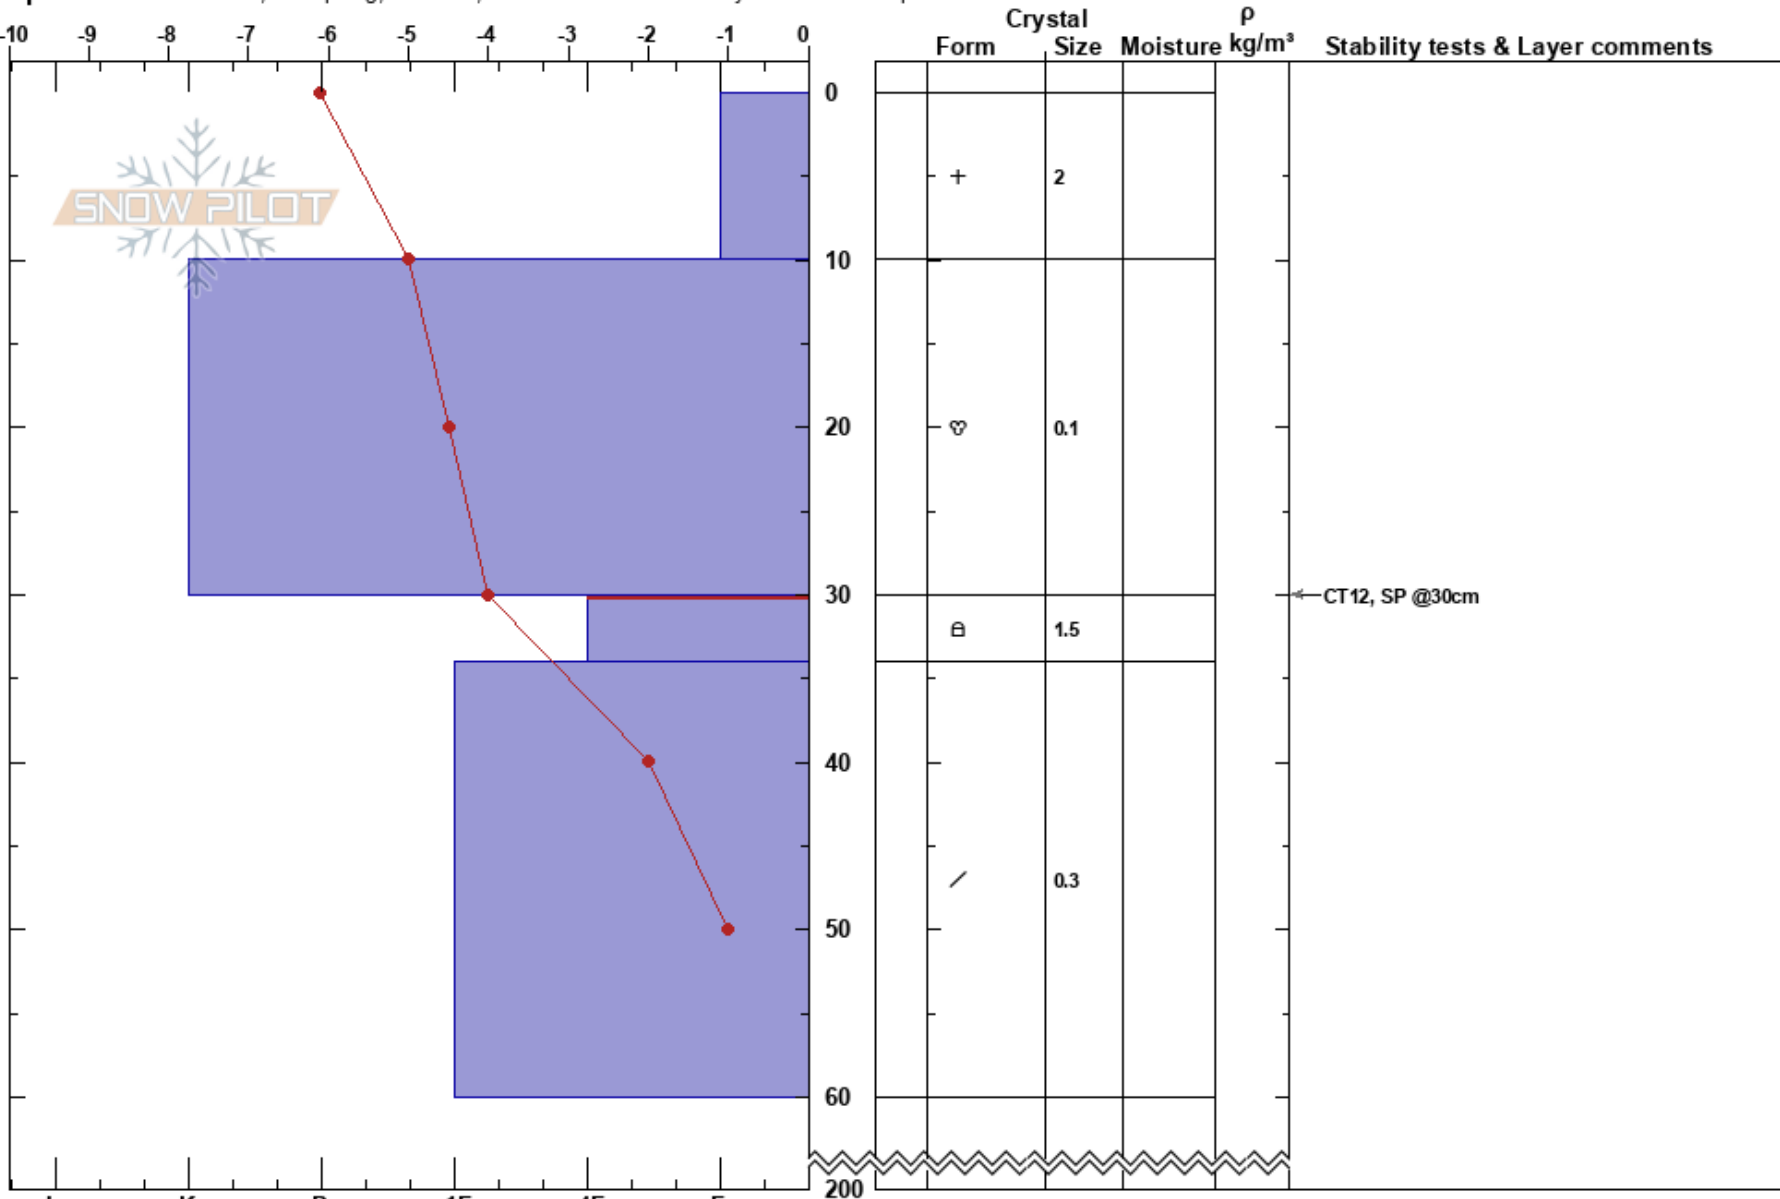 Crystal ρ
-10 -9 -8 -7 -6 -5 -4 -3 -2 -1 0 Form Size Moisture kg/m³ Stability tests & Layer comments
0
+ 2
SNOW PILOT
10
20 0.1
30 CT12, SP @30cm
1.5
40
0.3
50
60
200